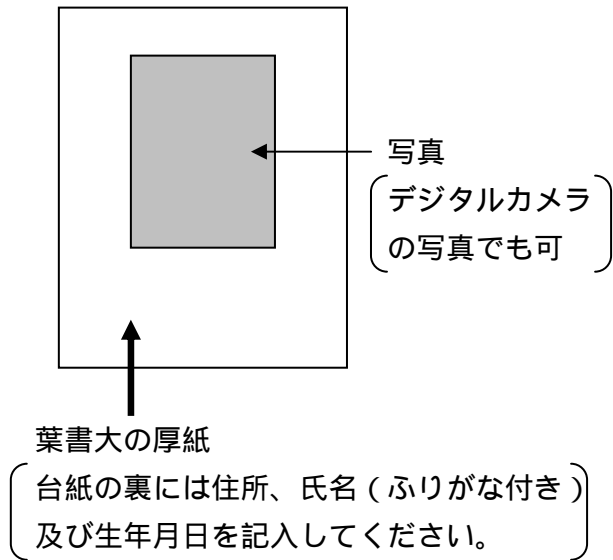 写真
デジタルカメラ
の写真でも可
葉書大の厚紙
台紙の裏には住所、氏名（ふりがな付き）
及び生年月日を記入してください。